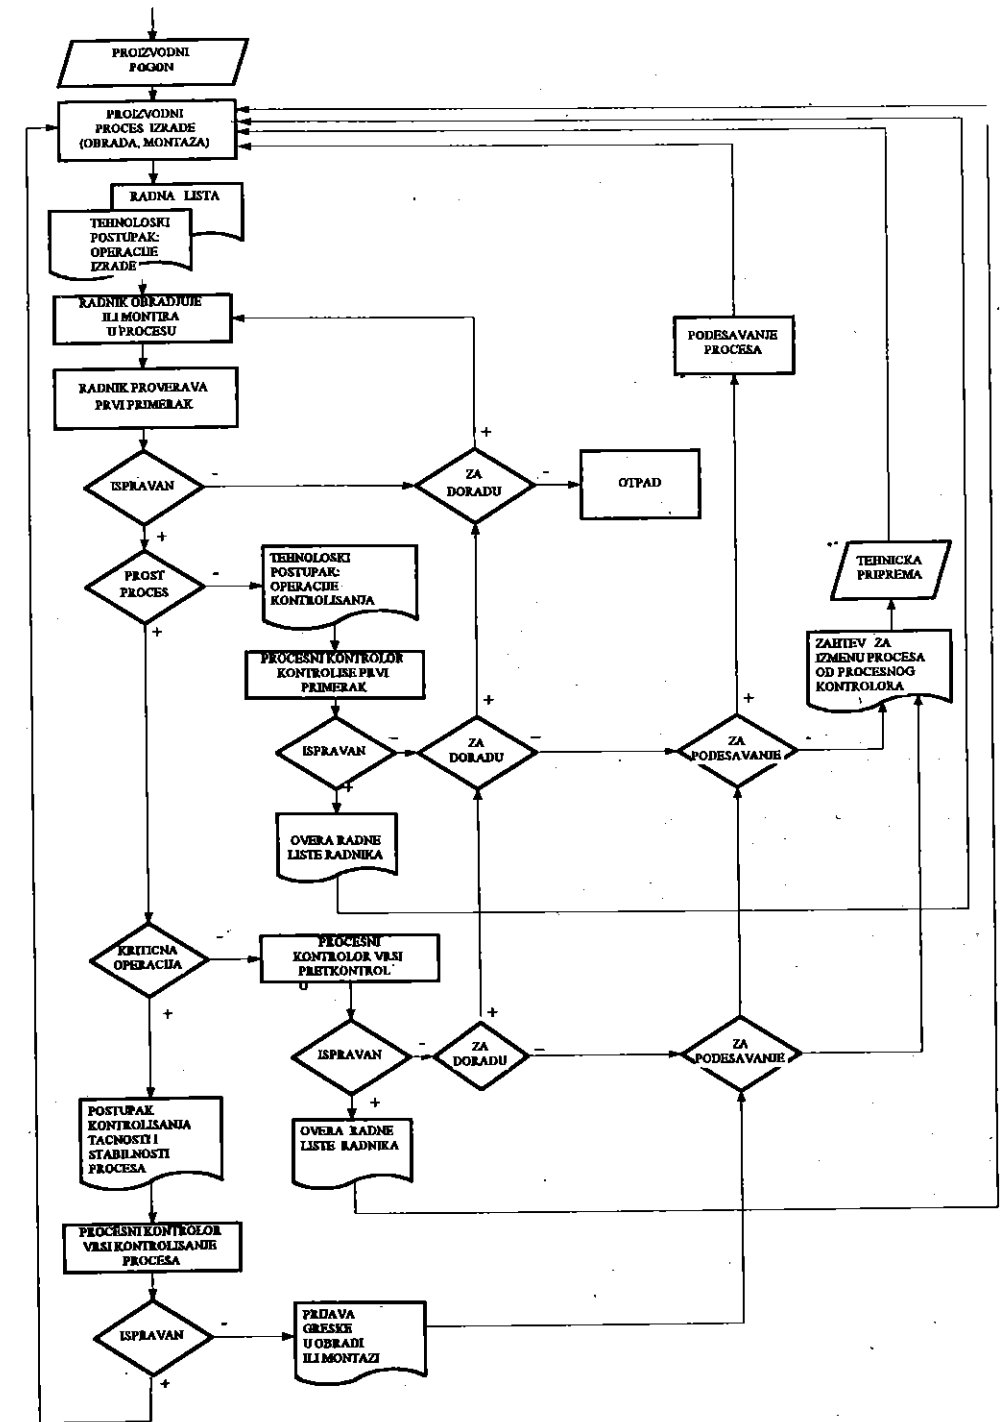 PROIZVODNI
POGON
PROIZVODNI
PROCES IZRADE
(OBRADA, MONTAZA)
RADNA LISTA
TEHNOLOSKI
POSTUPAK:
OPERACIJE
IZRADE
RADNIK OBRADJUJE
ILI MONTIRA
U PROCESU
PODESAVANJE
PROCESA
RADNIK PROVERAVA
PRVI PRIMERAK
+
ISPRAVAN
-
ZA
DORADU
-
OTPAD
+
PROST
PROCES
-
TEHNOLOSKI
POSTUPAK:
OPERACIJE
KONTROLISANJA
TEHNICKA
PRIPREMA
+
PROCESNI KONTROLOR
KONTROLISE PRVI
PRIMERAK
ZAHTEV ZA
IZMENU PROCESA
OD PROCESNOG
KONTROLORA
+
+
ISPRAVAN
-
ZA
DORADU
-
ZA
PODESAVANJE
+
OVERA RADNE
LISTE RADNIKA
KRITICNA
OPERACIJA
-
PROCESNI
KONTROLOR VRSI
PRETKONTROL
U
+
+
ISPRAVAN
-
ZA
DORADU
-
ZA
PODESAVANJE
+
POSTUPAK
KONTROLISANJA
TACNOSTI I
STABILNOSTI
PROCESA
OVERA RADNE
LISTE RADNIKA
PROCESNI KONTROLOR
VRSI KONTROLISANJE
PROCESA
ISPRAVAN
-
PRIJAVA
GRESKE
U OBRADI
ILI MONTAZI
+